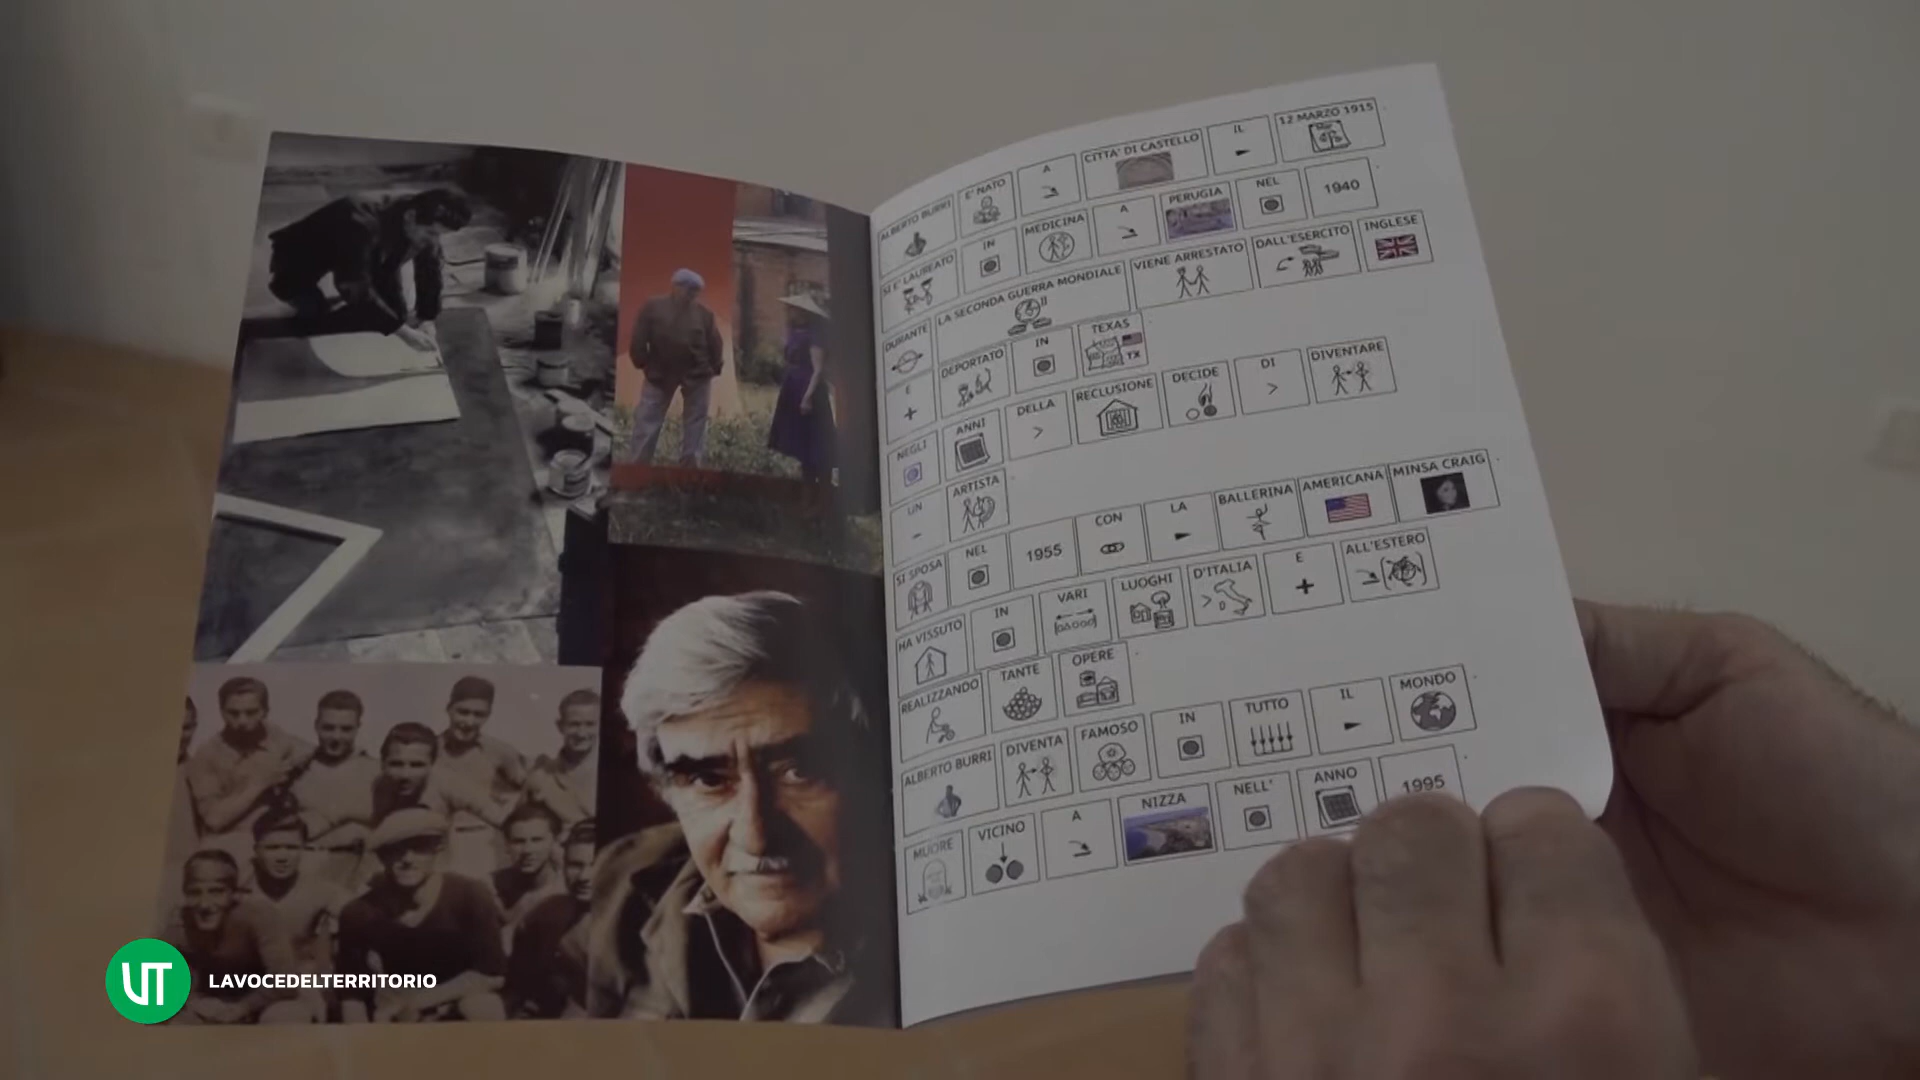 ALBERTO BURRI E' NATO A CITTA' DI CASTELLO IL 12 MARZO 1915
SI E' LAUREATO IN MEDICINA A PERUGIA NEL 1940
DURANTE LA SECONDA GUERRA MONDIALE VIENE ARRESTATO DALL'ESERCITO INGLESE
E DEPORTATO IN TEXAS
TX
NEGLI ANNI DELLA RECLUSIONE DECIDE DI DIVENTARE
UN ARTISTA
SI SPOSA NEL 1955 CON LA BALLERINA AMERICANA MINSA CRAIG
HA VISSUTO IN VARI LUOGHI D'ITALIA E ALL'ESTERO
REALIZZANDO TANTE OPERE
ALBERTO BURRI DIVENTA FAMOSO IN TUTTO IL MONDO
MUORE VICINO A NIZZA NELL' ANNO 1995
LAVOCEDELTERRITORIO